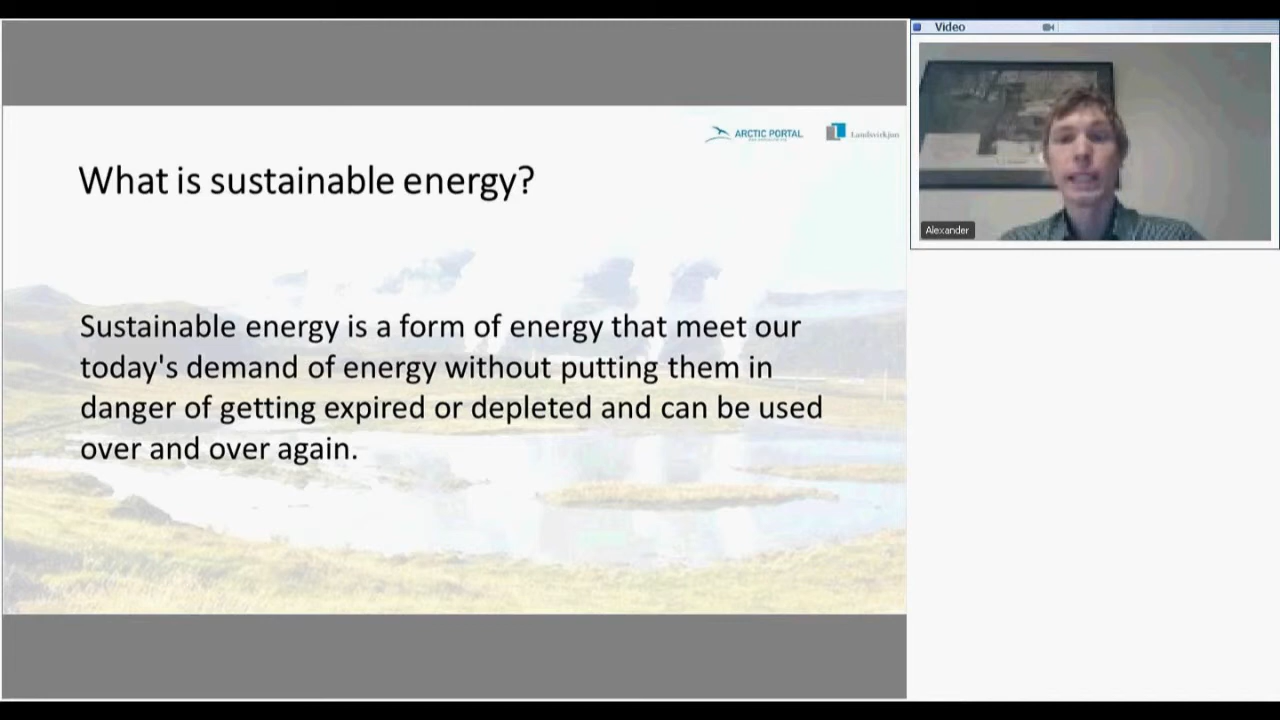 Video
ARCTIC PORTAL
Landsvirkjun
What is sustainable energy?
Alexander
Sustainable energy is a form of energy that meet our
today's demand of energy without putting them in
danger of getting expired or depleted and can be used
over and over again.